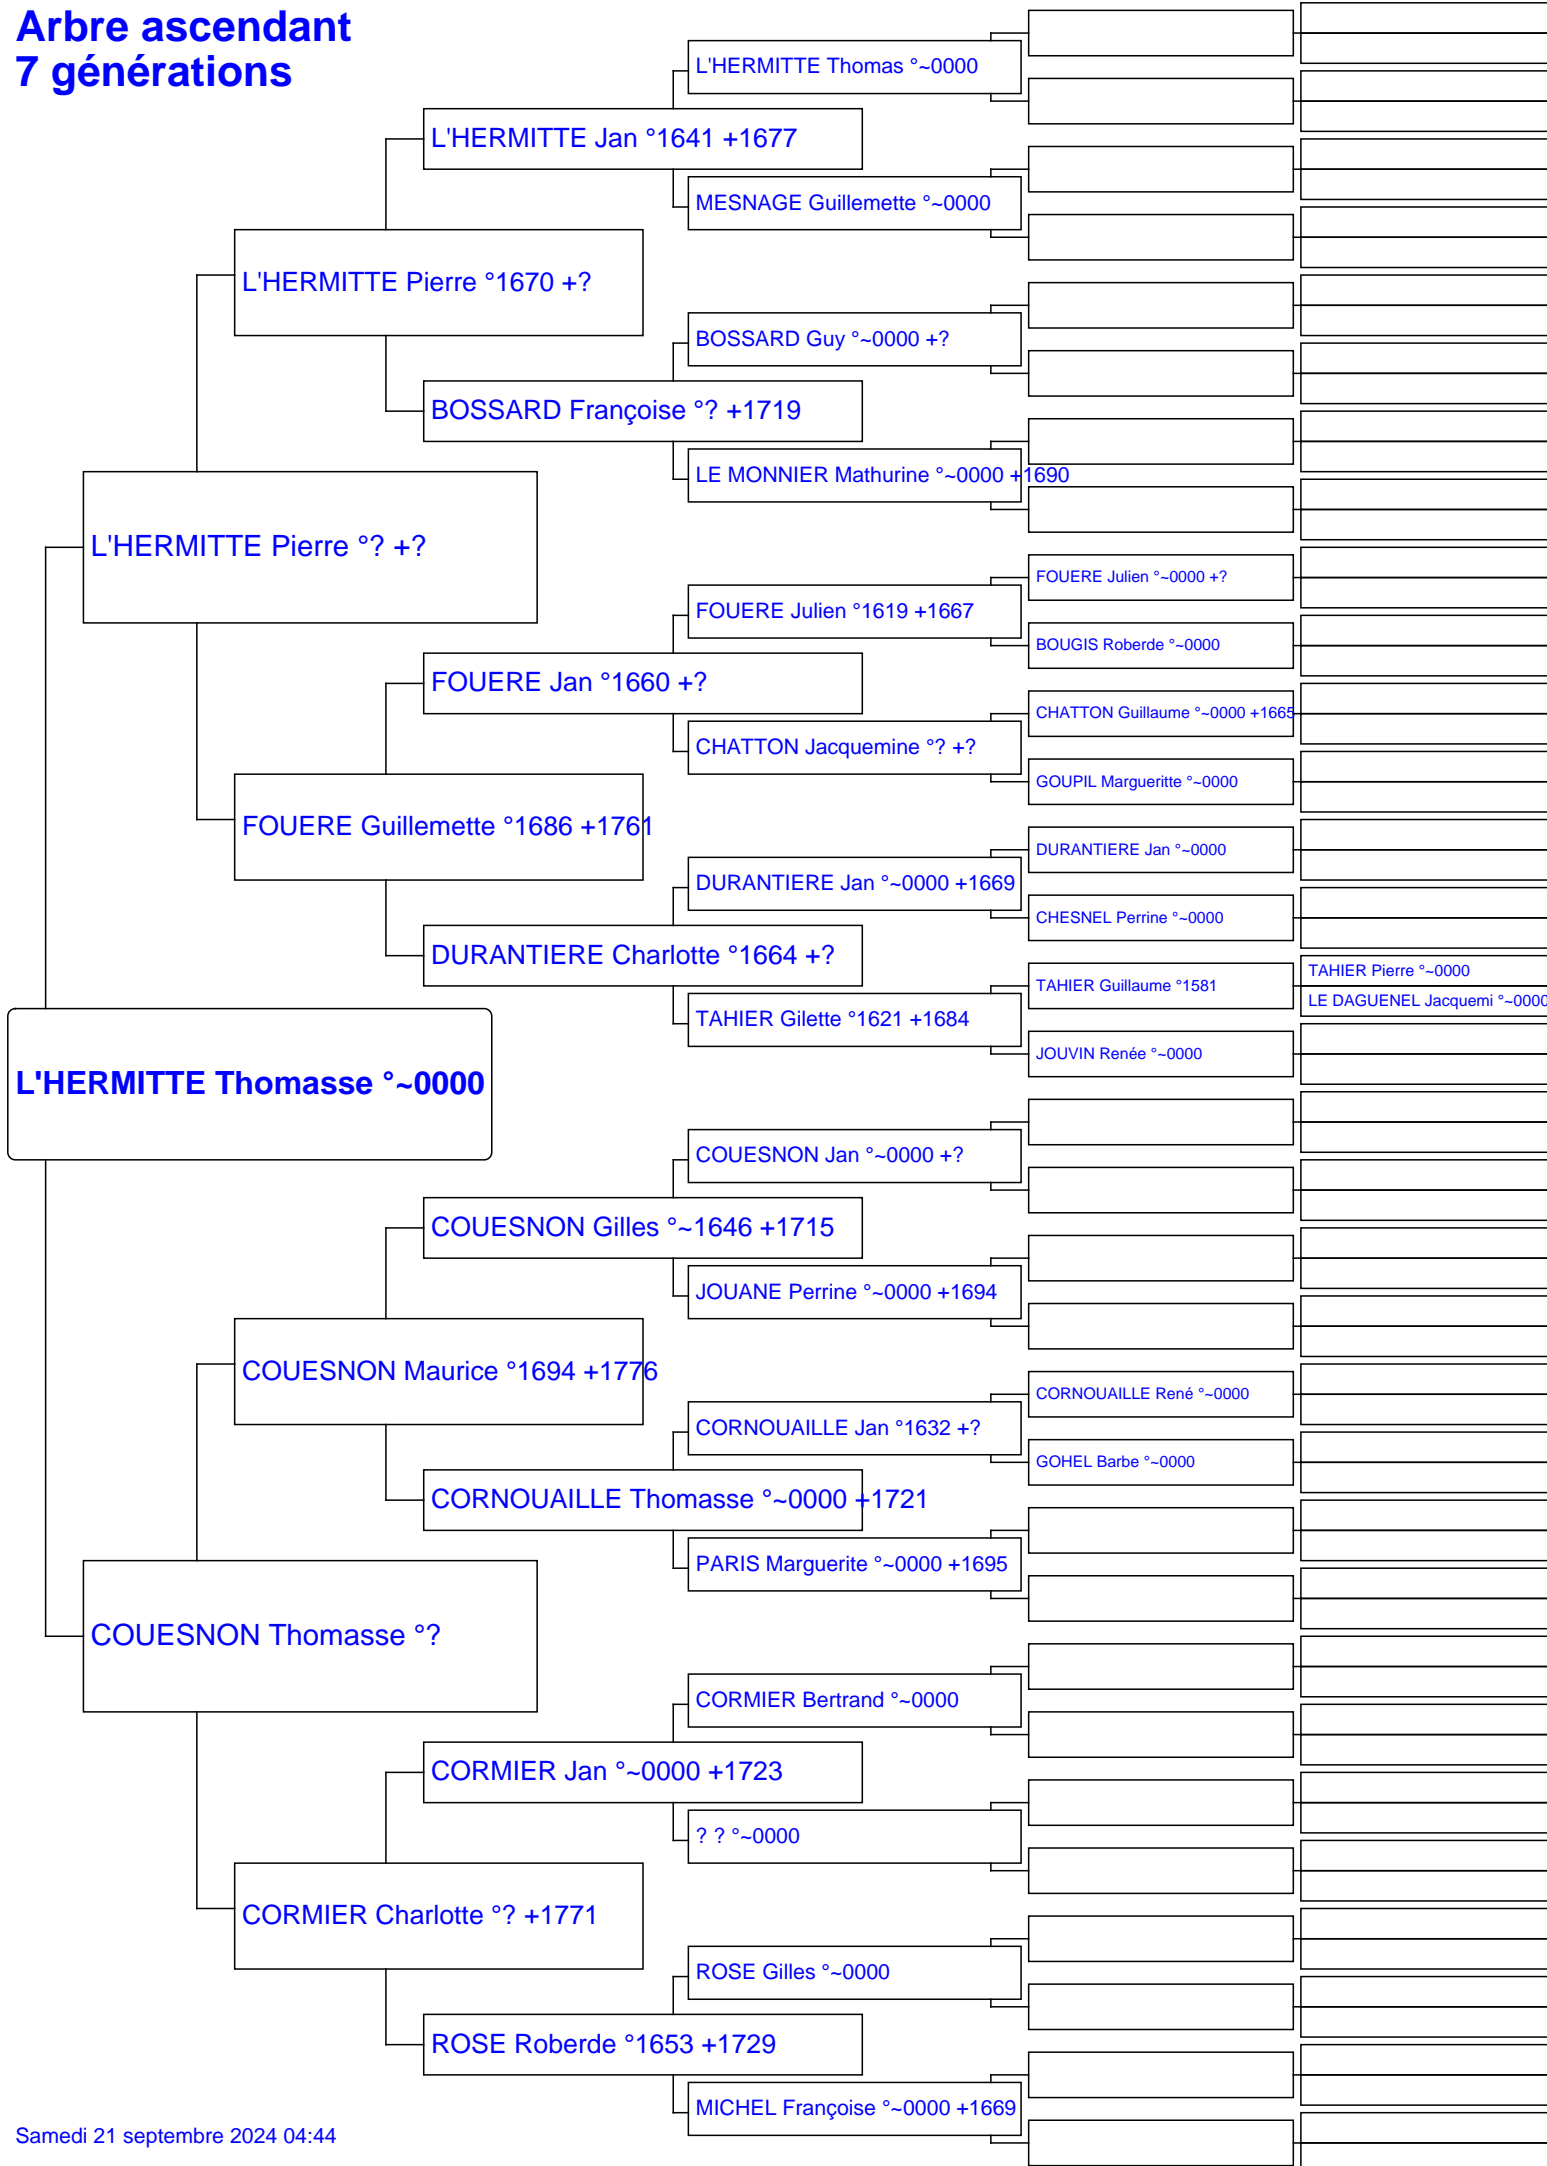 Arbre ascendant
7 générations
L'HERMITTE Thomas °~0000
L'HERMITTE Jan °1641 +1677
MESNAGE Guillemette °~0000
L'HERMITTE Pierre °1670 +?
BOSSARD Guy °~0000 +?
BOSSARD Françoise °? +1719
LE MONNIER Mathurine °~0000 +1690
L'HERMITTE Pierre °? +?
FOUERE Julien °~0000 +?
FOUERE Julien °1619 +1667
BOUGIS Roberde °~0000
FOUERE Jan °1660 +?
CHATTON Guillaume °~0000 +1665
CHATTON Jacquemine °? +?
GOUPIL Margueritte °~0000
FOUERE Guillemette °1686 +1761
DURANTIERE Jan °~0000
DURANTIERE Jan °~0000 +1669
CHESNEL Perrine °~0000
DURANTIERE Charlotte °1664 +?
TAHIER Pierre °~0000
TAHIER Guillaume °1581
LE DAGUENEL Jacquemi °~0000
TAHIER Gilette °1621 +1684
JOUVIN Renée °~0000
L'HERMITTE Thomasse °~0000
COUESNON Jan °~0000 +?
COUESNON Gilles °~1646 +1715
JOUANE Perrine °~0000 +1694
COUESNON Maurice °1694 +1776
CORNOUAILLE René °~0000
CORNOUAILLE Jan °1632 +?
GOHEL Barbe °~0000
CORNOUAILLE Thomasse °~0000 +1721
PARIS Marguerite °~0000 +1695
COUESNON Thomasse °?
CORMIER Bertrand °~0000
CORMIER Jan °~0000 +1723
? ? °~0000
CORMIER Charlotte °? +1771
ROSE Gilles °~0000
ROSE Roberde °1653 +1729
MICHEL Françoise °~0000 +1669
Samedi 21 septembre 2024 04:44